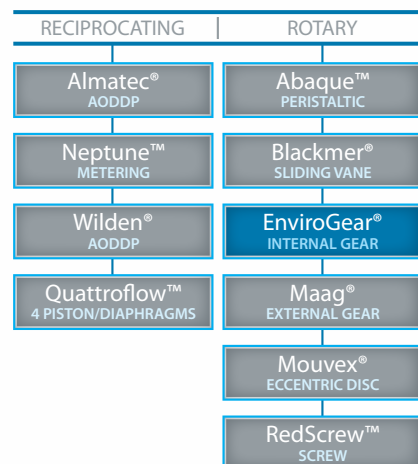 RECIPROCATING | ROTARY
Almatec®
AODDP
Neptune™
METERING
Wilden®
AODDP
Quattroflow™
4 PISTON/DIAPHRAGMS
Abaque™
PERISTALTIC
Blackmer®
SLIDING VANE
EnviroGear®
INTERNAL GEAR
Maag®
EXTERNAL GEAR
Mouvex®
ECCENTRIC DISC
RedScrew™
SCREW